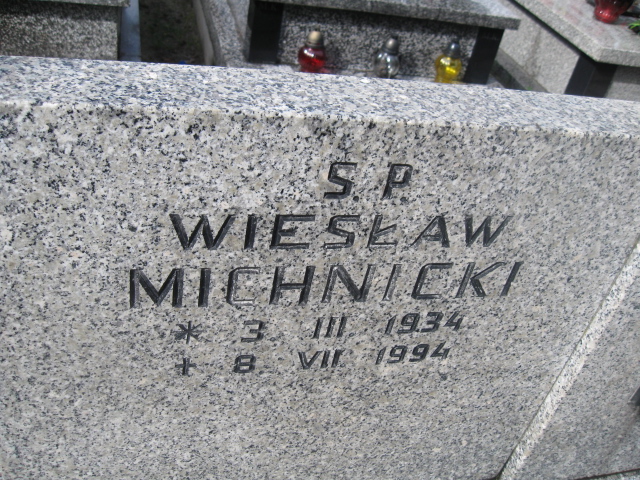 Ś.P.
WIESŁAW
MICHNICKI
* 3 III 1934
+ 8 VII 1994